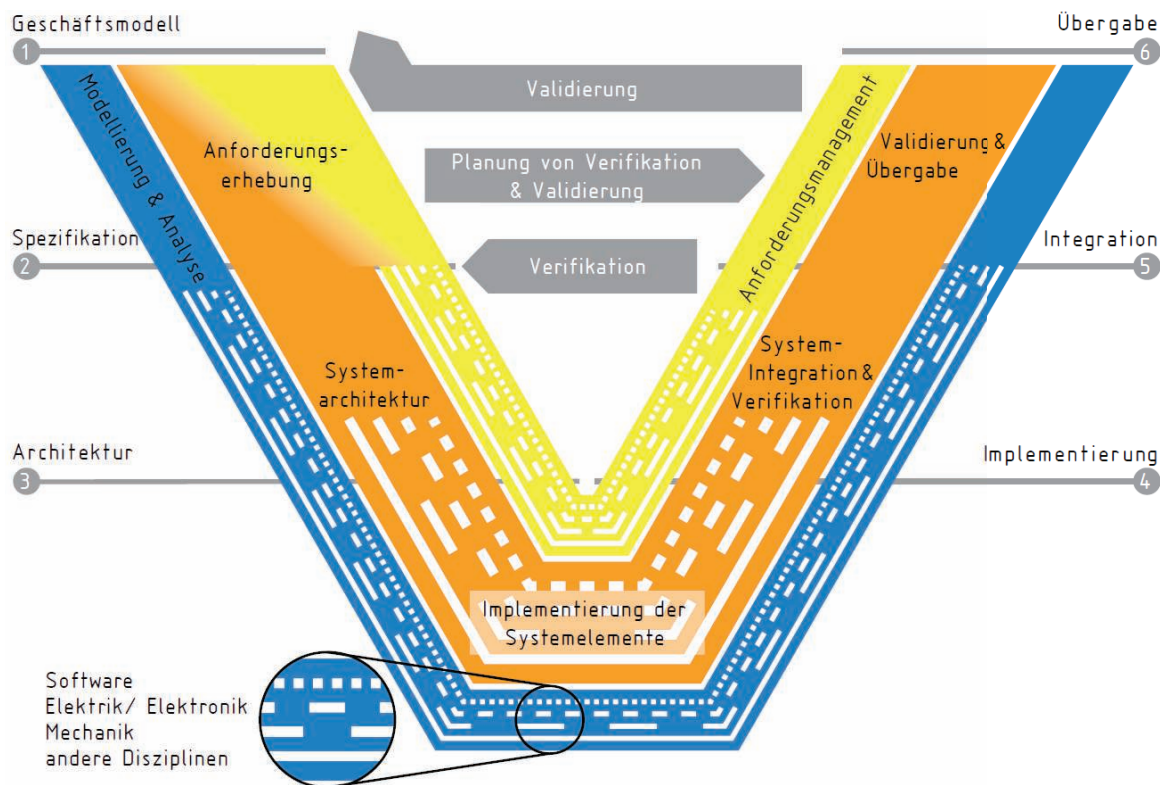 Geschäftsmodell
1
Übergabe
6
Validierung
Modellierung & Analyse
Anforderungs-
erhebung
Planung von Verifikation
& Validierung
Anforderungsmanagement
Validierung &
Übergabe
Spezifikation
2
Verifikation
Integration
5
System-
architektur
System-
Integration &
Verifikation
Architektur
3
Implementierung
4
Implementierung der
Systemelemente
Software
Elektrik/ Elektronik
Mechanik
andere Disziplinen